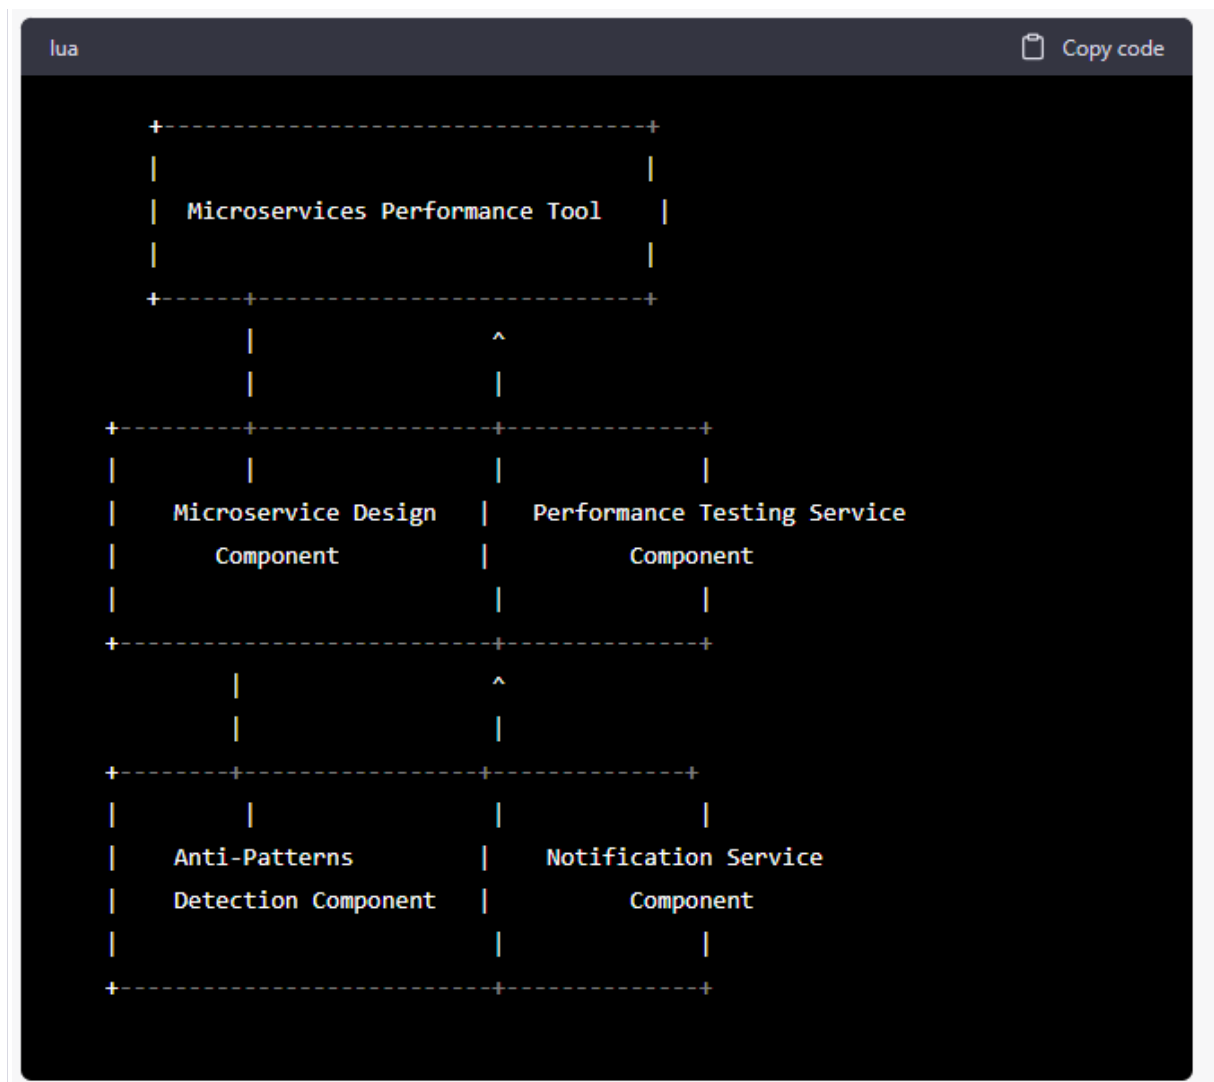 lua Copy code
+-----------------------------------+
| |
| Microservices Performance Tool |
| |
+------+----------------------------+
| ^
| |
+---------+-----------------+--------------+
| | | |
| Microservice Design | Performance Testing Service
| Component | Component
| | |
+---------------------------+--------------+
| ^
| |
+--------+-----------------+--------------+
| | | |
| Anti-Patterns | Notification Service
| Detection Component | Component
| | |
+---------------------------+--------------+